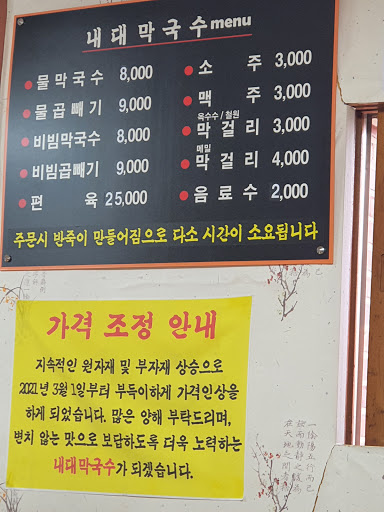 내대막국수 menu
물막국수 8,000
물곱빼기 9,000
비빔막국수 8,000
비빔곱빼기 9,000
편 육 25,000
소 주 3,000
맥 주 3,000
옥수수/철원
막걸리 3,000
메밀
막걸리 4,000
음료수 2,000
주문시 반죽이 만들어짐으로 다소 시간이 소요됩니다
가격 조정 안내
지속적인 원자재 및 부자재 상승으로
2021년 3월1일부터 부득이하게 가격인상을
하게 되었습니다. 많은 양해 부탁드리며,
변치 않는 맛으로 보답하도록 더욱 노력하는
내대막국수가 되겠습니다.